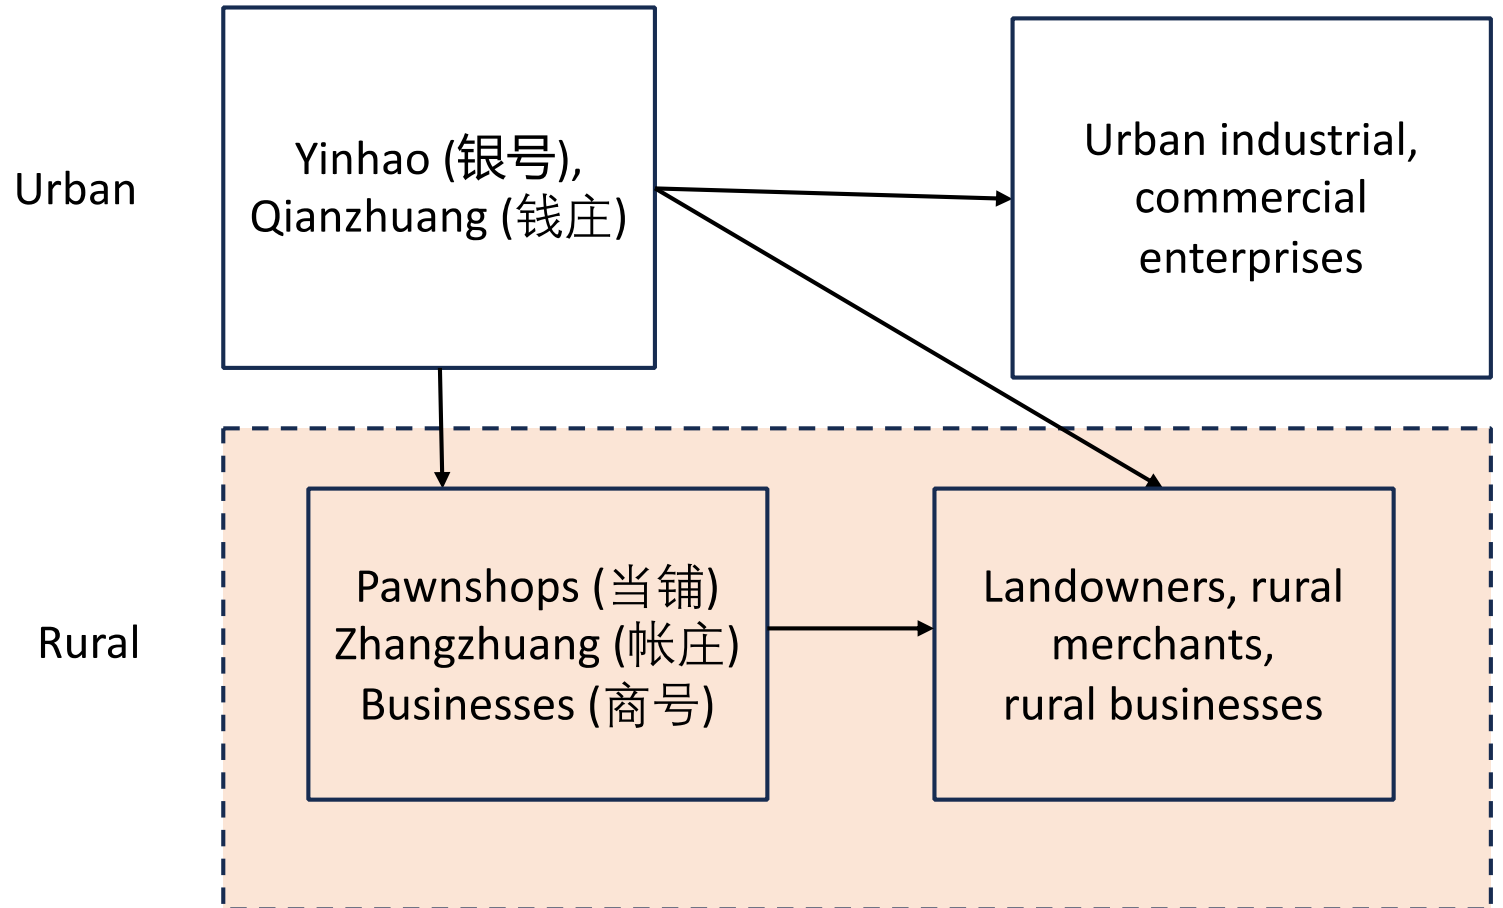 Urban
Yinhao (银号),
Qianzhuang (钱庄)
Urban industrial,
commercial
enterprises
Rural
Pawnshops (当铺)
Zhangzhuang (帐庄)
Businesses (商号)
Landowners, rural
merchants,
rural businesses